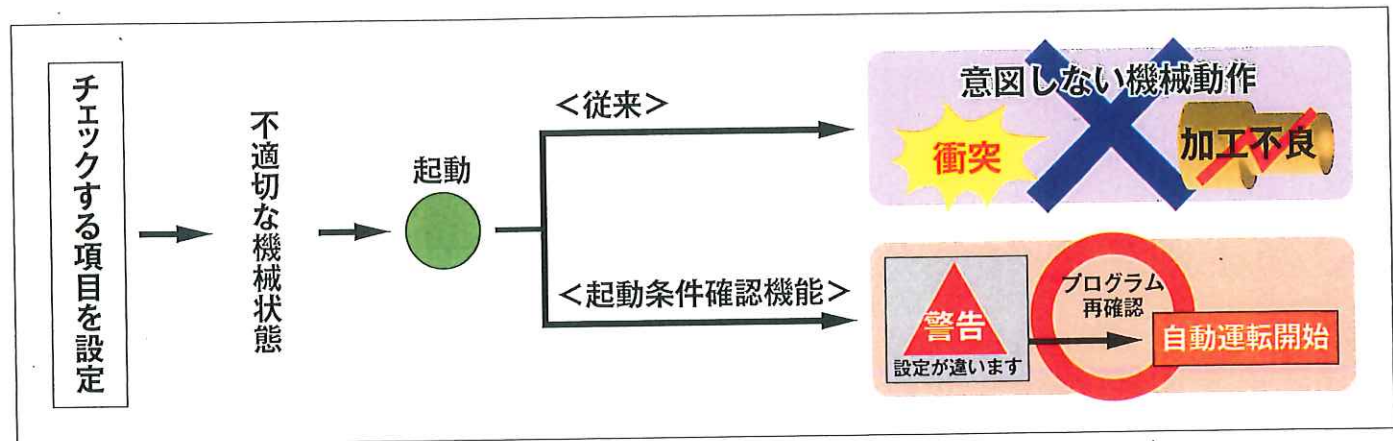 チェックする項目を設定
不適切な機械状態
起動
<従来>
意図しない機械動作
衝突
加工不良
<起動条件確認機能>
警告
設定が違います
プログラム
再確認
自動運転開始